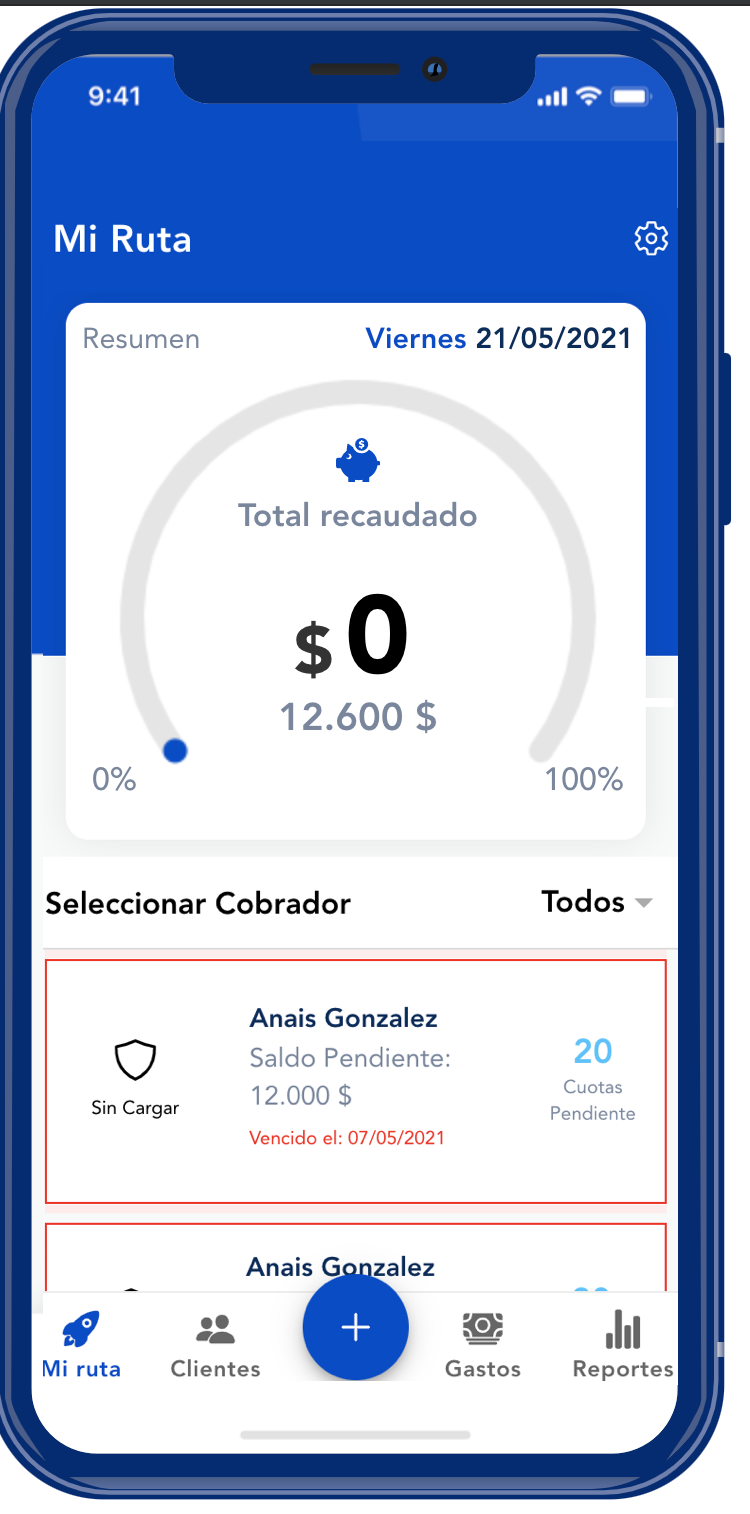 9:41
Mi Ruta
Resumen
Viernes 21/05/2021
$
Total recaudado
$ 0
12.600 $
0%
100%
Seleccionar Cobrador
Todos
Anais Gonzalez
Saldo Pendiente:
12.000 $
Vencido el: 07/05/2021
Sin Cargar
20
Cuotas
Pendiente
Anais Gonzalez
Mi ruta
Clientes
+
Gastos
Reportes